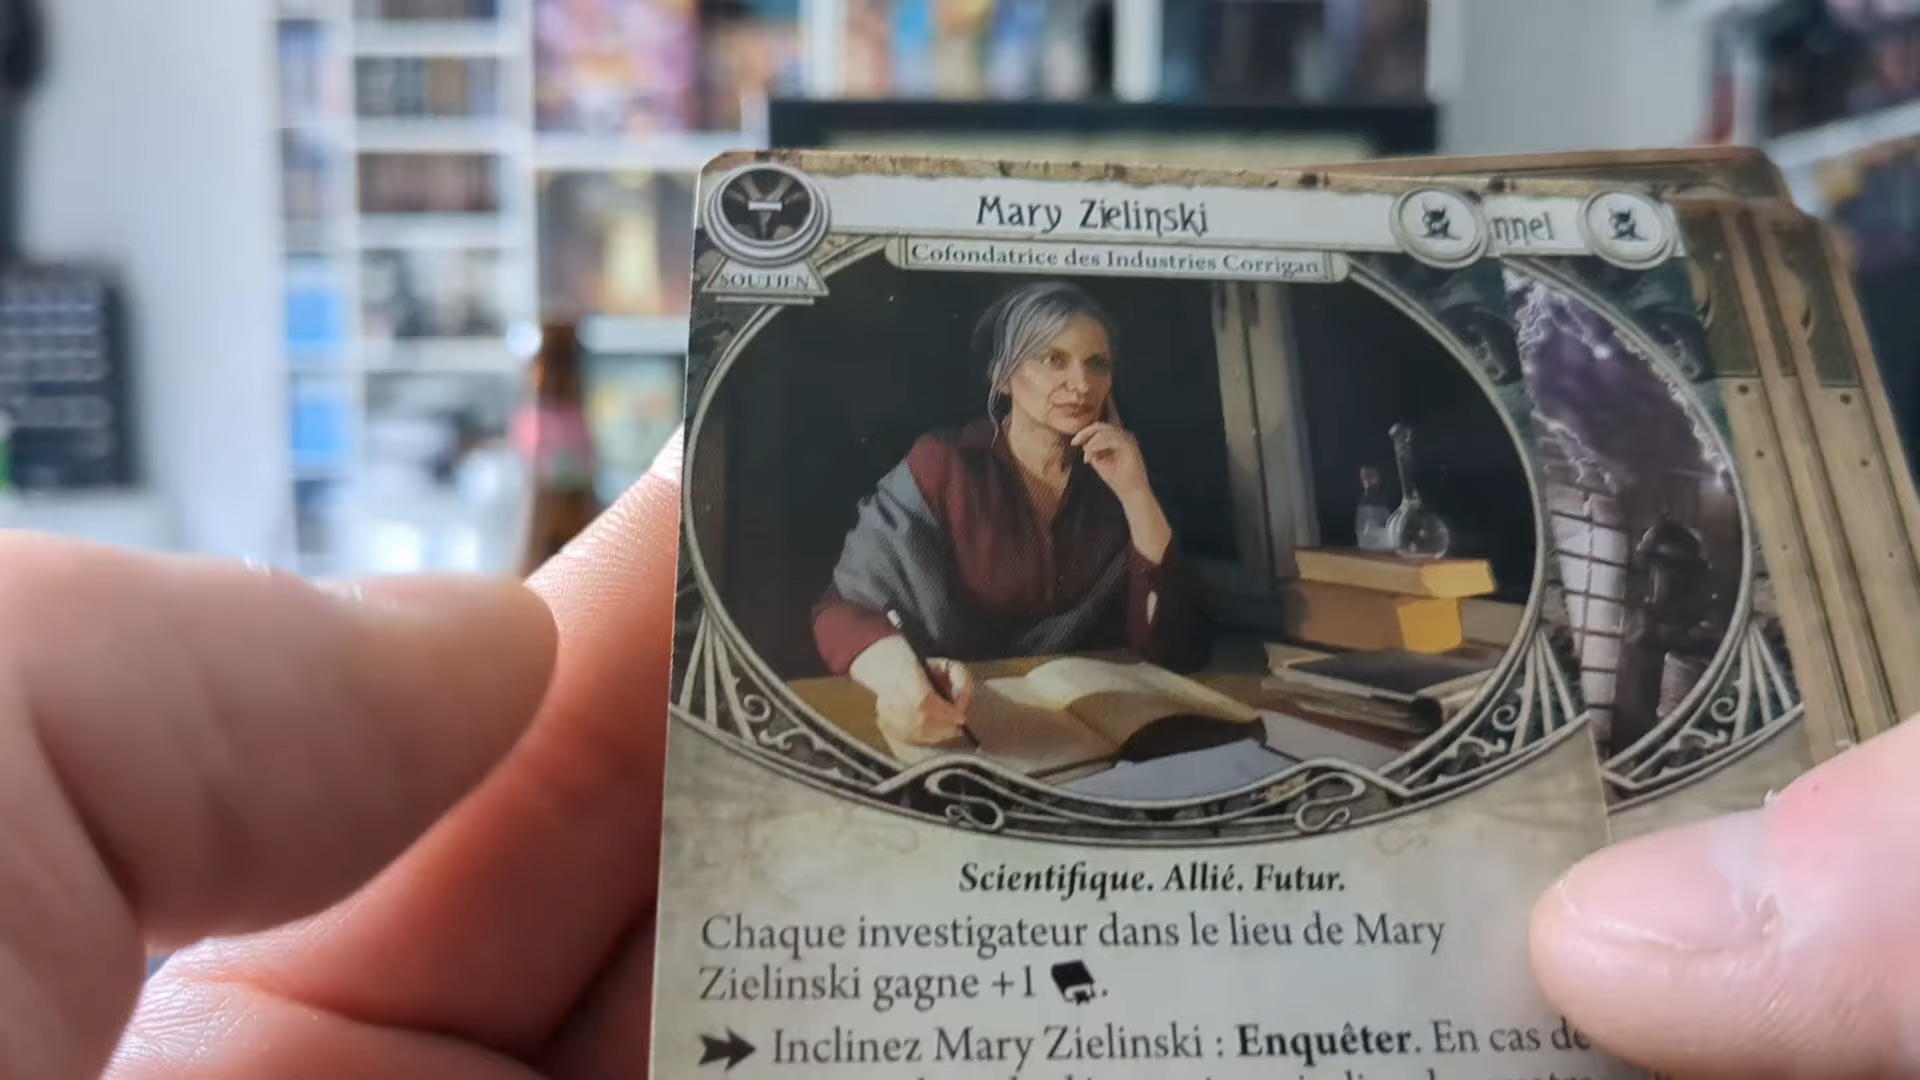 Mary Zielinski
nnel
Cofondatrice des Industries Corrigan
SOUTIEN
Scientifique. Allié. Futur.
Chaque investigateur dans le lieu de Mary
Zielinski gagne +1 .
Inclinez Mary Zielinski : Enquêter. En cas de